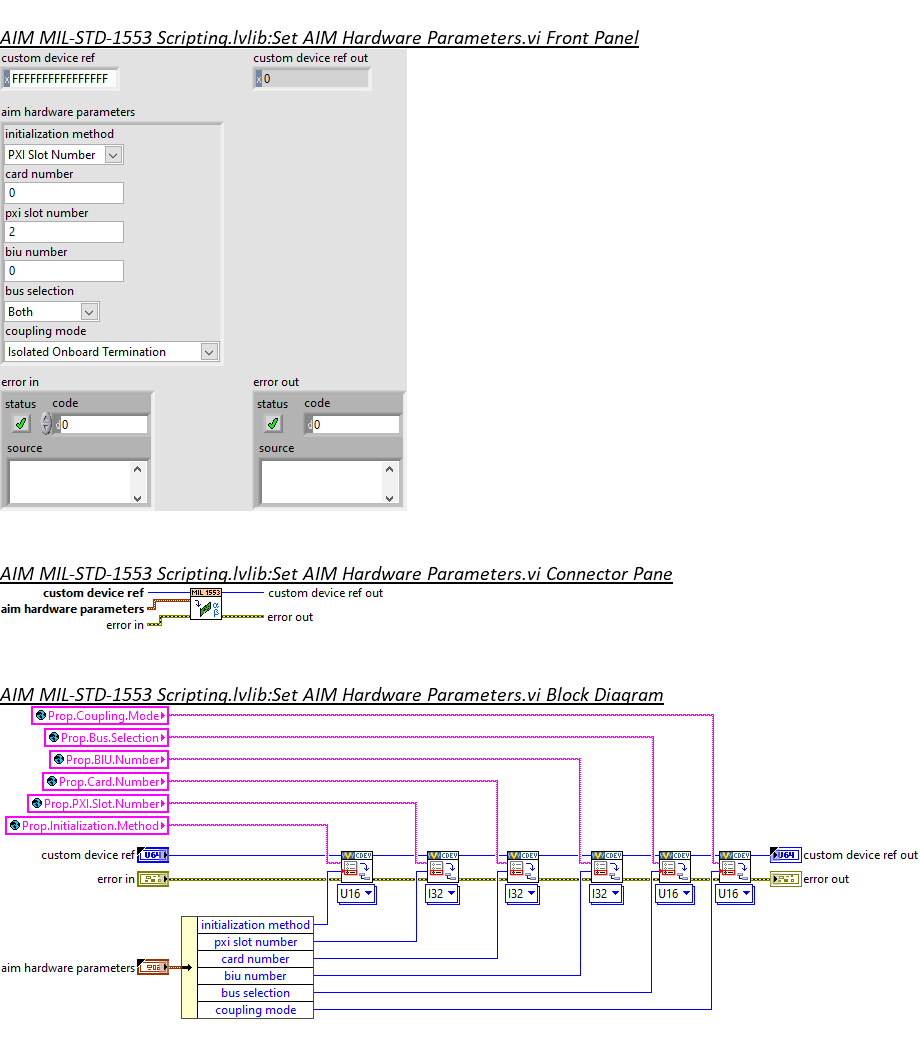 AIM MIL-STD-1553 Scripting.lvlib:Set AIM Hardware Parameters.vi Front Panel
custom device ref
custom device ref out
x FFFFFFFFFFFFFFFF
x 0
aim hardware parameters
initialization method
PXI Slot Number
card number
0
pxi slot number
2
biu number
0
bus selection
Both
coupling mode
Isolated Onboard Termination
error in
error out
status code
status code
d 0
d 0
source
source
AIM MIL-STD-1553 Scripting.lvlib:Set AIM Hardware Parameters.vi Connector Pane
custom device ref
MIL 1553
custom device ref out
aim hardware parameters
α
β
error in
error out
AIM MIL-STD-1553 Scripting.lvlib:Set AIM Hardware Parameters.vi Block Diagram
Prop.Coupling.Mode
Prop.Bus.Selection
Prop.BIU.Number
Prop.Card.Number
Prop.PXI.Slot.Number
Prop.Initialization.Method
custom device ref U64
CDEV CDEV CDEV CDEV CDEV CDEV
U64 custom device ref out
error in
error out
U16 I32 I32 I32 U16 U16
initialization method
pxi slot number
card number
aim hardware parameters
biu number
bus selection
coupling mode